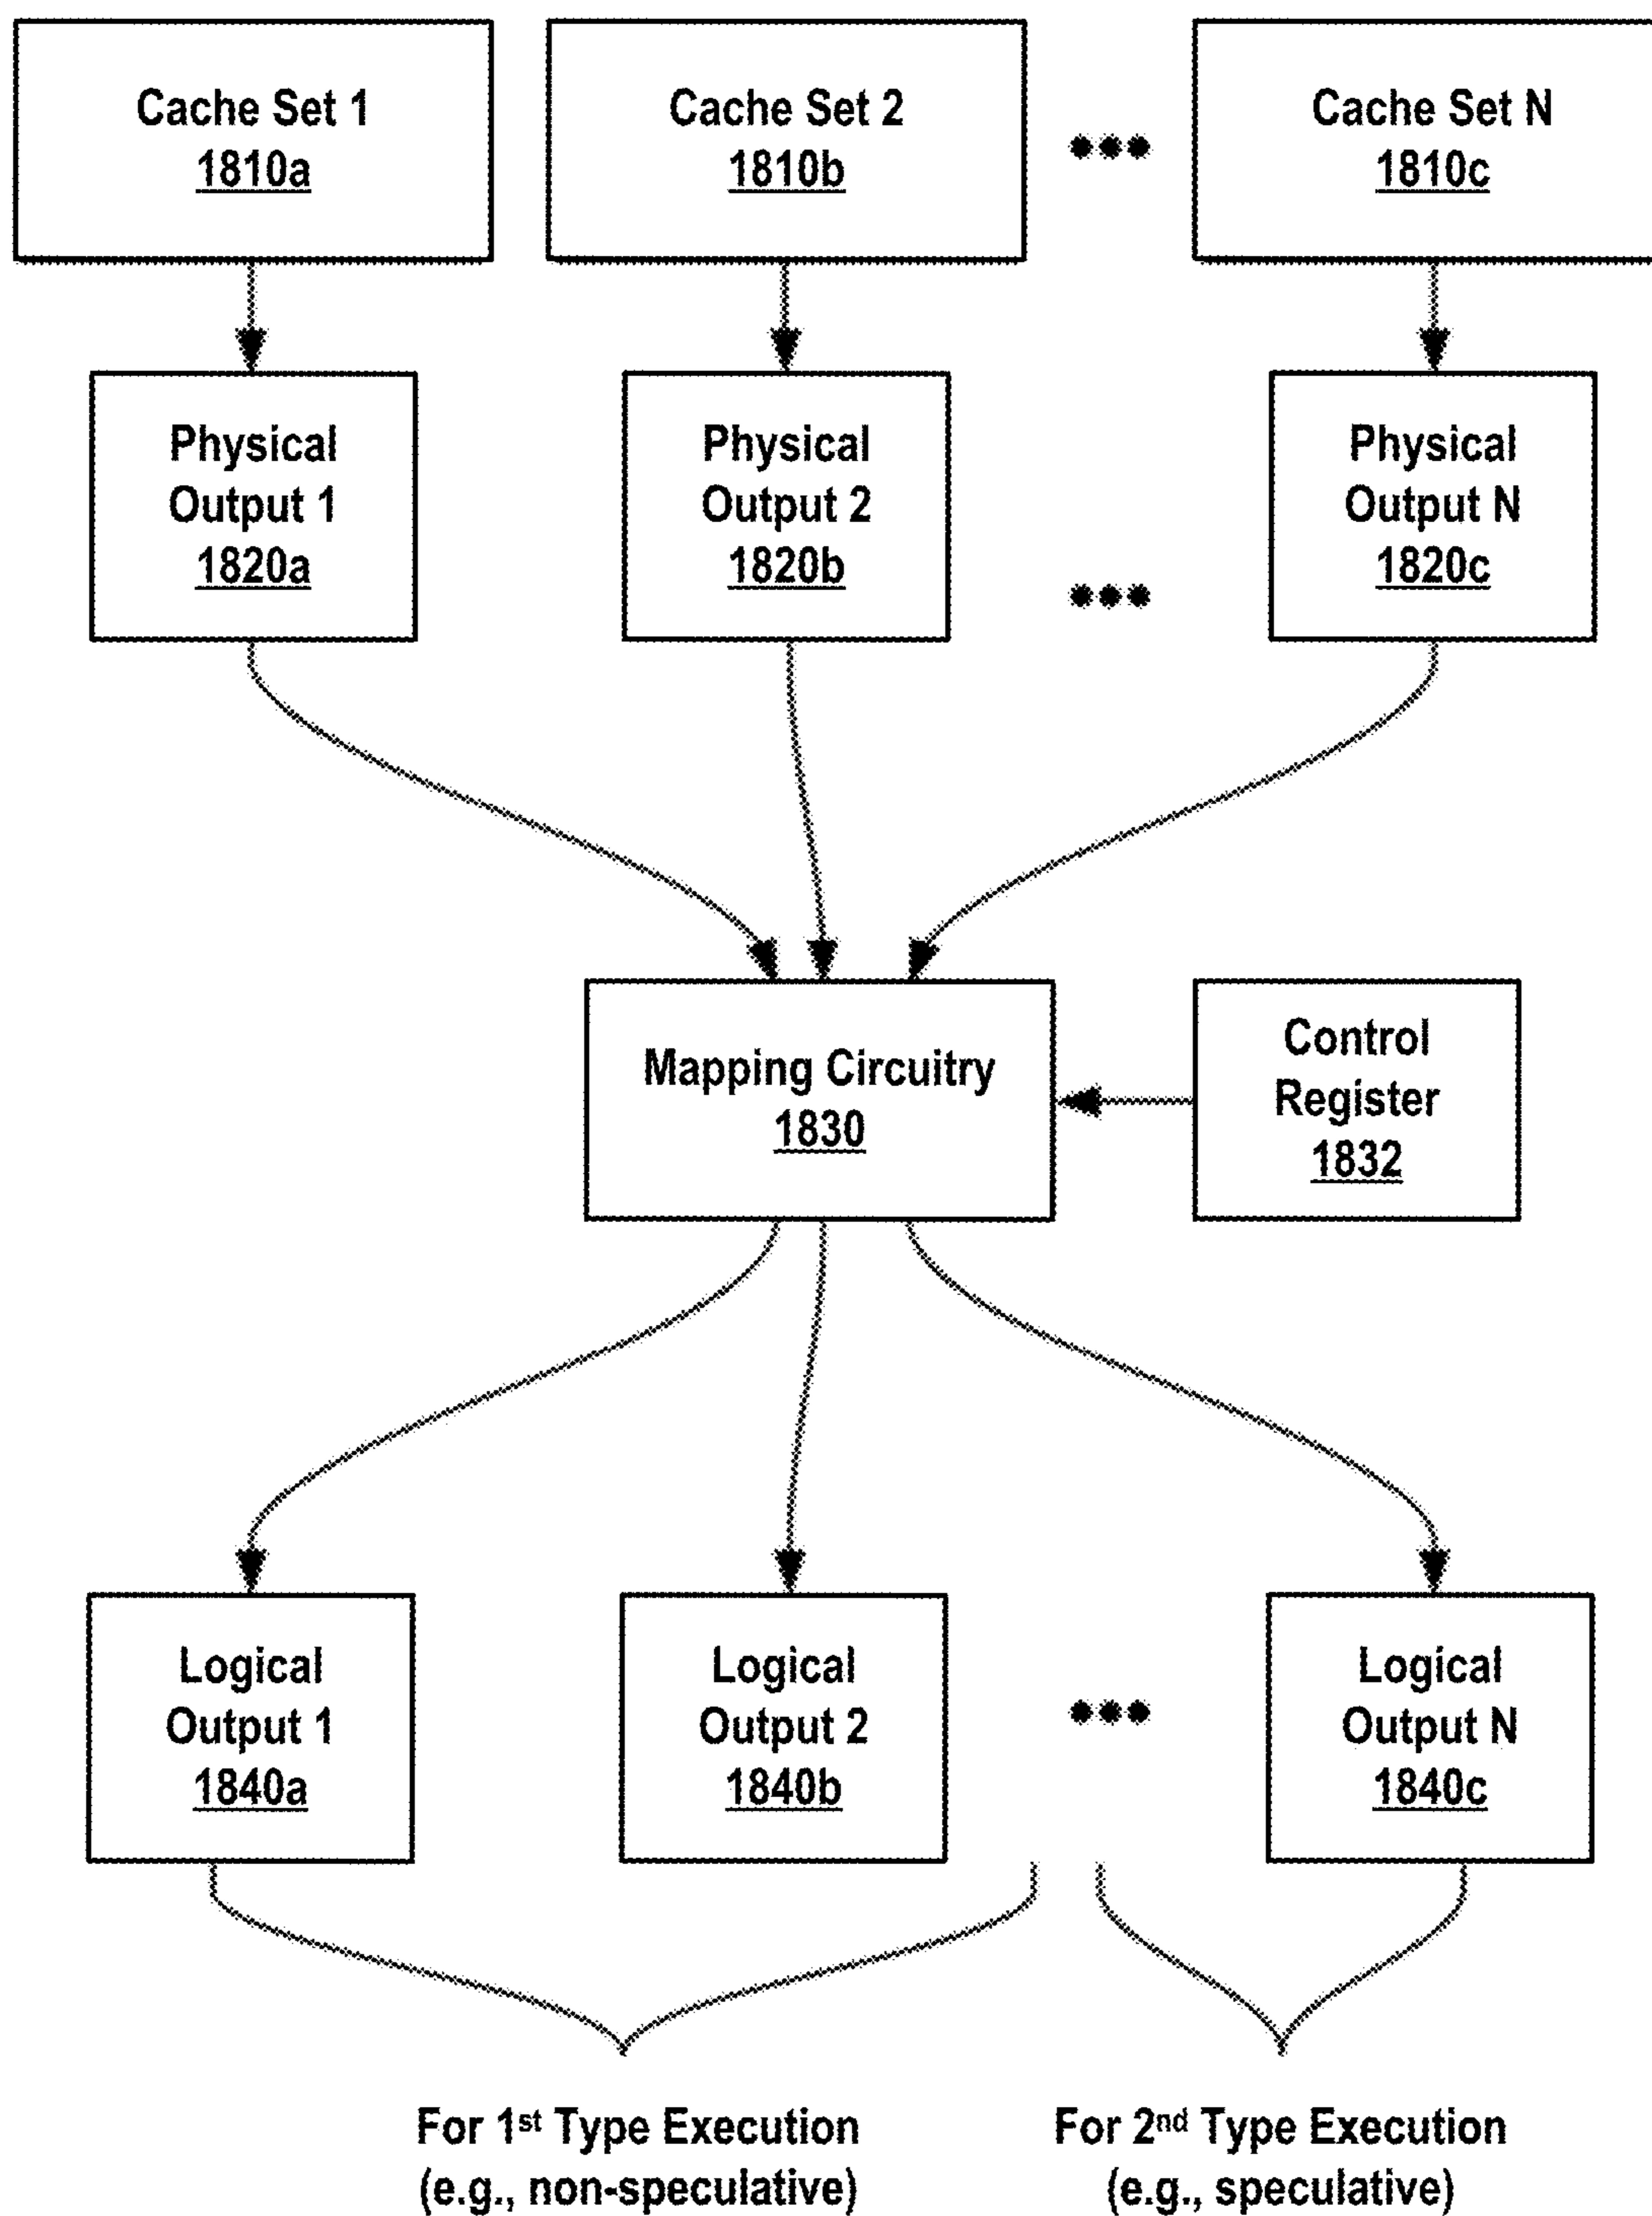 Cache Set 1
1810a
Cache Set 2
1810b
Cache Set N
1810c
Physical
Output 1
1820a
Physical
Output 2
1820b
Physical
Output N
1820c
Mapping Circuitry
1830
Control
Register
1832
Logical
Output 1
1840a
Logical
Output 2
1840b
Logical
Output N
1840c
For 1st Type Execution
(e.g., non-speculative)
For 2nd Type Execution
(e.g., speculative)